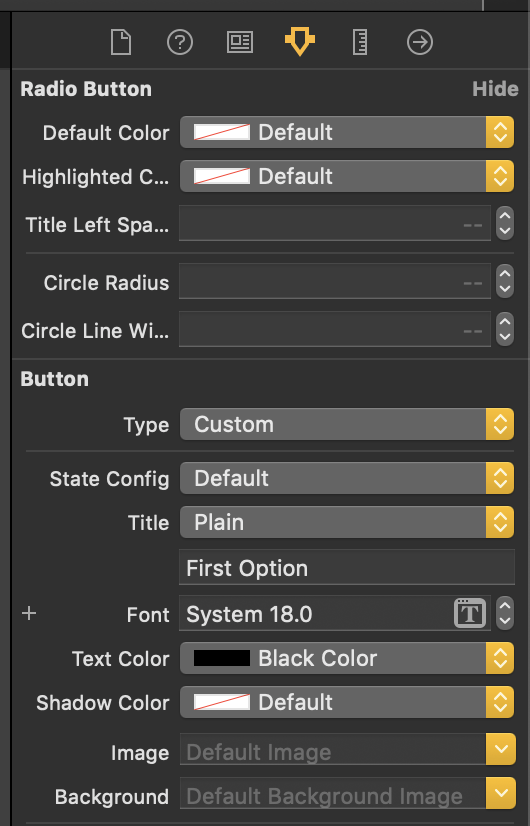 Radio Button Hide
Default Color Default
Highlighted C... Default
Title Left Spa... --
Circle Radius --
Circle Line Wi... --
Button
Type Custom
State Config Default
Title Plain
First Option
+ Font System 18.0 T
Text Color Black Color
Shadow Color Default
Image Default Image
Background Default Background Image